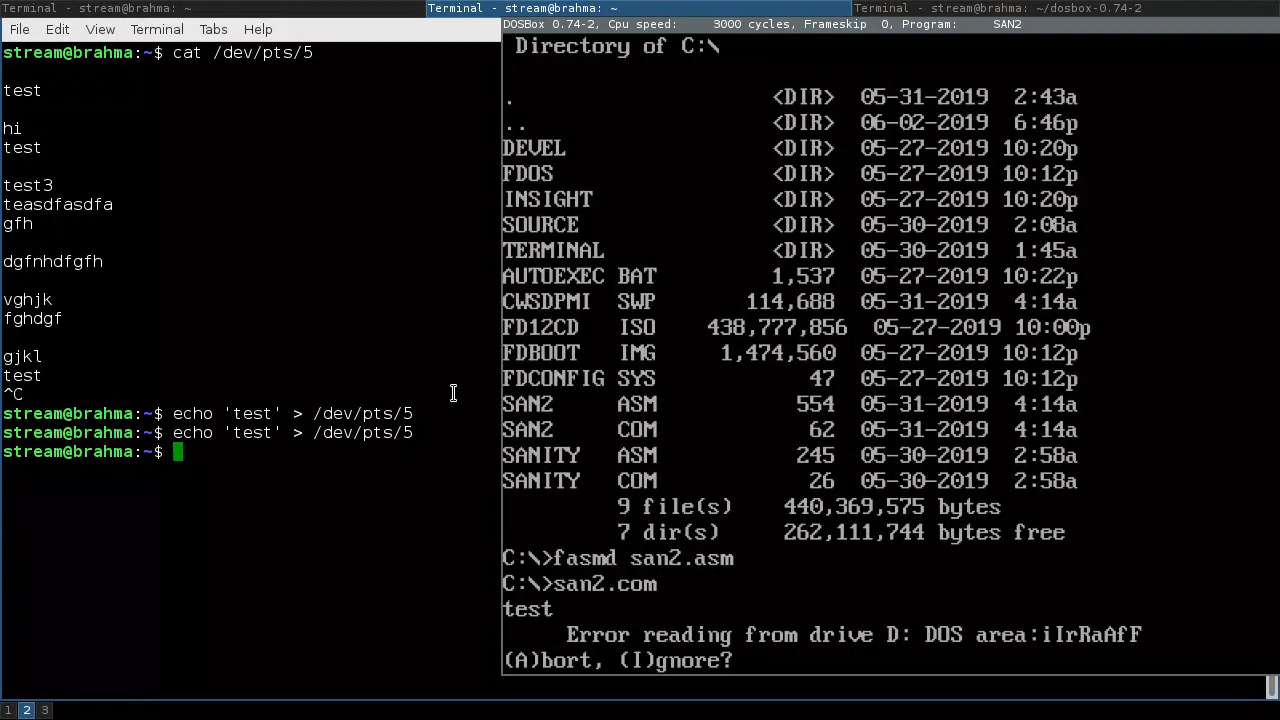 Terminal - stream@brahma: ~
Terminal - stream@brahma: ~
Terminal - stream@brahma: ~/dosbox-0.74-2
File Edit View Terminal Tabs Help
stream@brahma:~$ cat /dev/pts/5
test
hi
test
test3
teasdfasdfa
gfh
dgfnhdfgfh
vghjk
fghdgf
gjkl
test
^C
stream@brahma:~$ echo 'test' > /dev/pts/5
stream@brahma:~$ echo 'test' > /dev/pts/5
stream@brahma:~$
DOSBox 0.74-2, Cpu speed: 3000 cycles, Frameskip 0, Program: SAN2
Directory of C:\
. <DIR> 05-31-2019 2:43a
.. <DIR> 06-02-2019 6:46p
DEVEL <DIR> 05-27-2019 10:20p
FDOS <DIR> 05-27-2019 10:12p
INSIGHT <DIR> 05-27-2019 10:20p
SOURCE <DIR> 05-30-2019 2:08a
TERMINAL <DIR> 05-30-2019 1:45a
AUTOEXEC BAT 1,537 05-27-2019 10:22p
CWSDPMI SWP 114,688 05-31-2019 4:14a
FD12CD ISO 438,777,856 05-27-2019 10:00p
FDBOOT IMG 1,474,560 05-27-2019 10:12p
FDCONFIG SYS 47 05-27-2019 10:12p
SAN2 ASM 554 05-31-2019 4:14a
SAN2 COM 62 05-31-2019 4:14a
SANITY ASM 245 05-30-2019 2:58a
SANITY COM 26 05-30-2019 2:58a
9 file(s) 440,369,575 bytes
7 dir(s) 262,111,744 bytes free
C:\>fasmd san2.asm
C:\>san2.com
test
Error reading from drive D: DOS area:iIrRaAfF
(A)bort, (I)gnore?
1 2 3